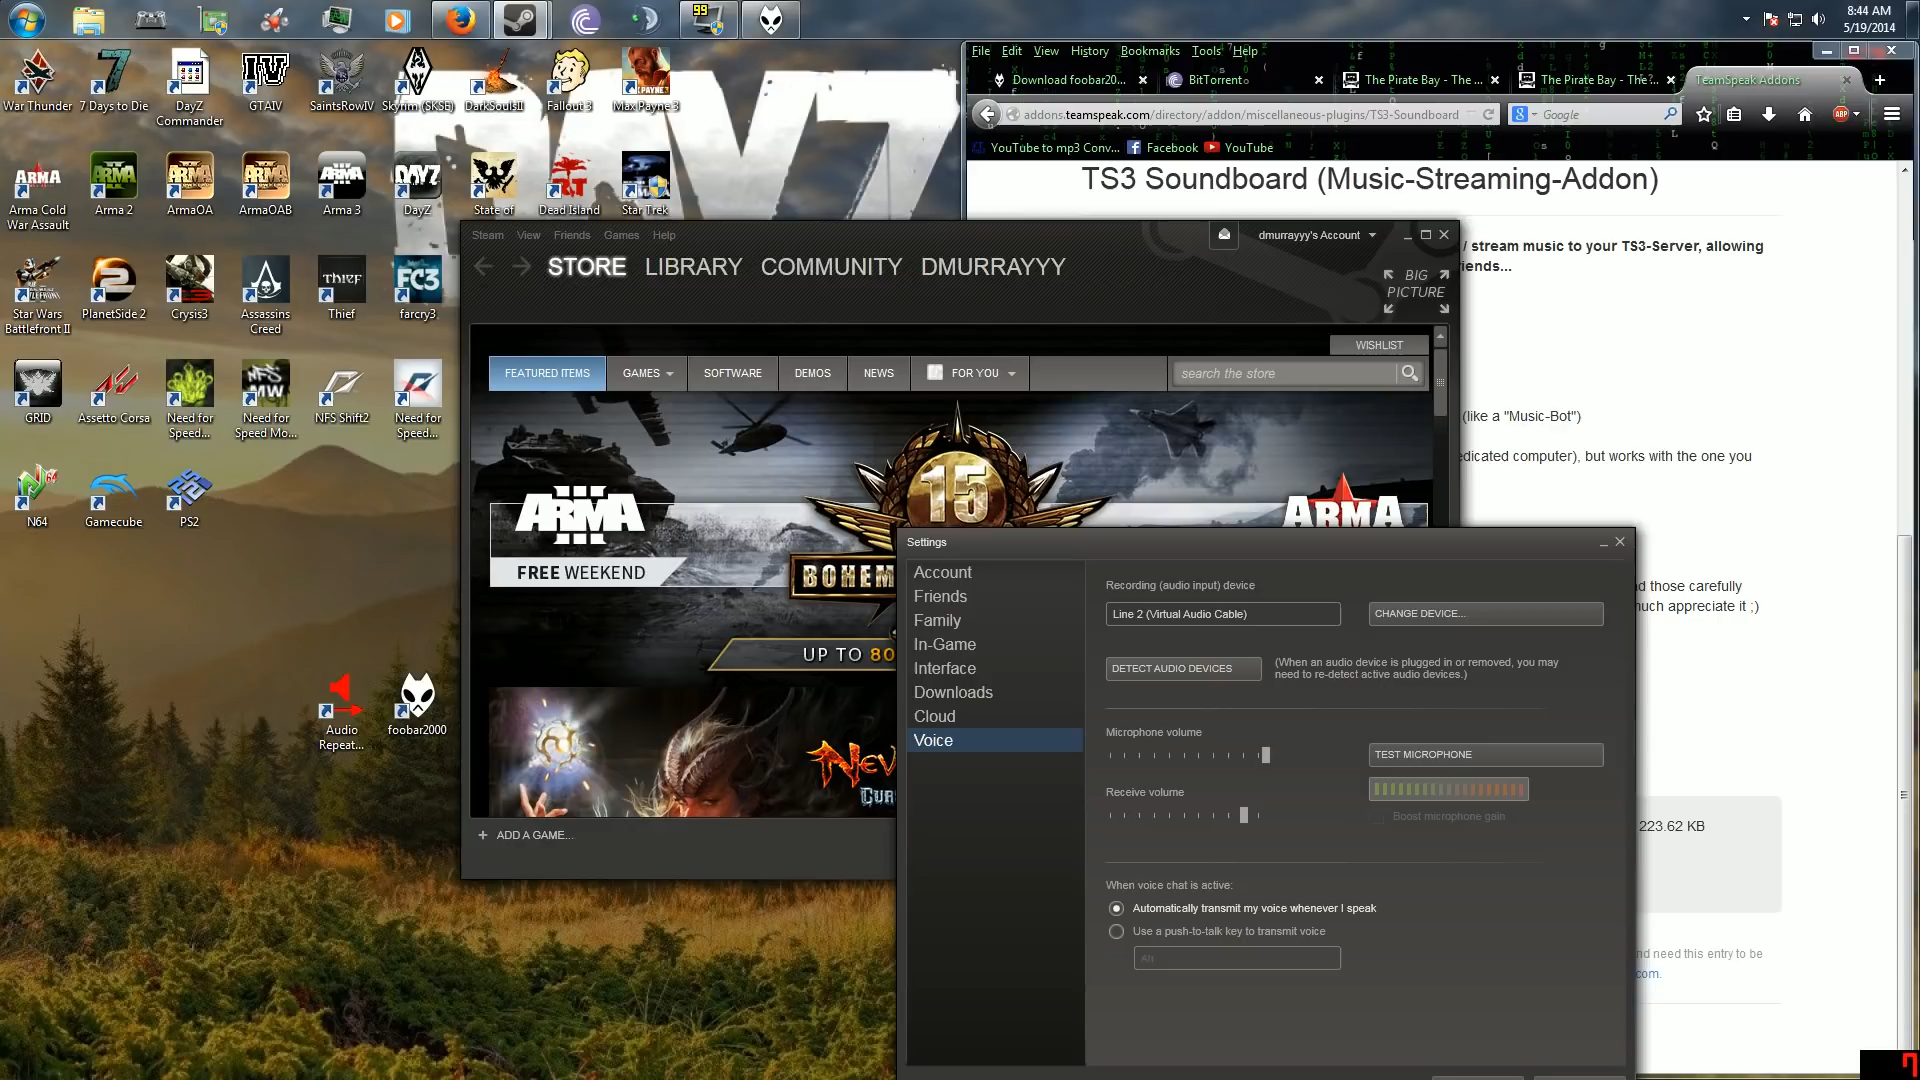 99
8:44 AM
5/19/2014
War Thunder
7 Days to Die
DayZ Commander
GTAIV
SaintsRowIV
Skyrim (SKSE)
DarkSoulsII
Fallout 3
Max Payne 3
Arma Cold War Assault
Arma 2
ArmaOA
ArmaOAB
Arma 3
DayZ
State of
Dead Island
Star Trek
Star Wars Battlefront II
PlanetSide 2
Crysis3
Assassins Creed
Thief
farcry3
GRID
Assetto Corsa
Need for Speed...
Need for Speed Mo...
NFS Shift2
Need for Speed...
N64
Gamecube
PS2
Audio Repeat...
foobar2000
File Edit View History Bookmarks Tools Help
Download foobar20...
BitTorrent
The Pirate Bay - The ...
The Pirate Bay - The ...
TeamSpeak Addons
addons.teamspeak.com/directory/addon/miscellaneous-plugins/TS3-Soundboard
Google
ABP
YouTube to mp3 Conv...
Facebook
YouTube
TS3 Soundboard (Music-Streaming-Addon)
/ stream music to your TS3-Server, allowing
riends...
(like a "Music-Bot")
edicated computer), but works with the one you
nd those carefully
much appreciate it ;)
223.62 KB
nd need this entry to be
com.
Steam View Friends Games Help
dmurrayyy's Account
STORE LIBRARY COMMUNITY DMURRAYYY
BIG PICTURE
WISHLIST
FEATURED ITEMS
GAMES
SOFTWARE
DEMOS
NEWS
FOR YOU
search the store
15
ARMA III
FREE WEEKEND
BOHEM
ARMA
UP TO 80
NEV
CUR
+ ADD A GAME...
Settings
Account
Friends
Family
In-Game
Interface
Downloads
Cloud
Voice
Recording (audio input) device
Line 2 (Virtual Audio Cable)
CHANGE DEVICE...
DETECT AUDIO DEVICES
(When an audio device is plugged in or removed, you may
need to re-detect active audio devices.)
Microphone volume
TEST MICROPHONE
Receive volume
Boost microphone gain
When voice chat is active:
Automatically transmit my voice whenever I speak
Use a push-to-talk key to transmit voice
Alt